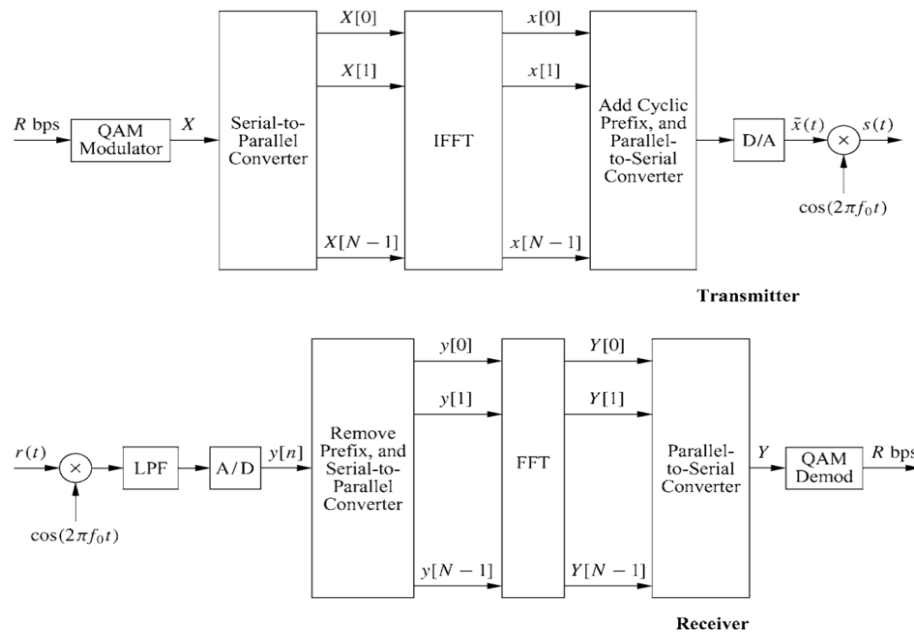 X[0]
x[0]
X[1]
x[1]
R bps
QAM
Modulator
X
Serial-to-
Parallel
Converter
IFFT
Add Cyclic
Prefix, and
Parallel-
to-Serial
Converter
D/A
x̃(t)
×
s(t)
cos(2πf₀t)
X[N − 1]
x[N − 1]
Transmitter
y[0]
Y[0]
y[1]
Y[1]
r(t)
×
LPF
A/D
y[n]
Remove
Prefix, and
Serial-to-
Parallel
Converter
FFT
Parallel-
to-Serial
Converter
Y
QAM
Demod
R bps
cos(2πf₀t)
y[N − 1]
Y[N − 1]
Receiver